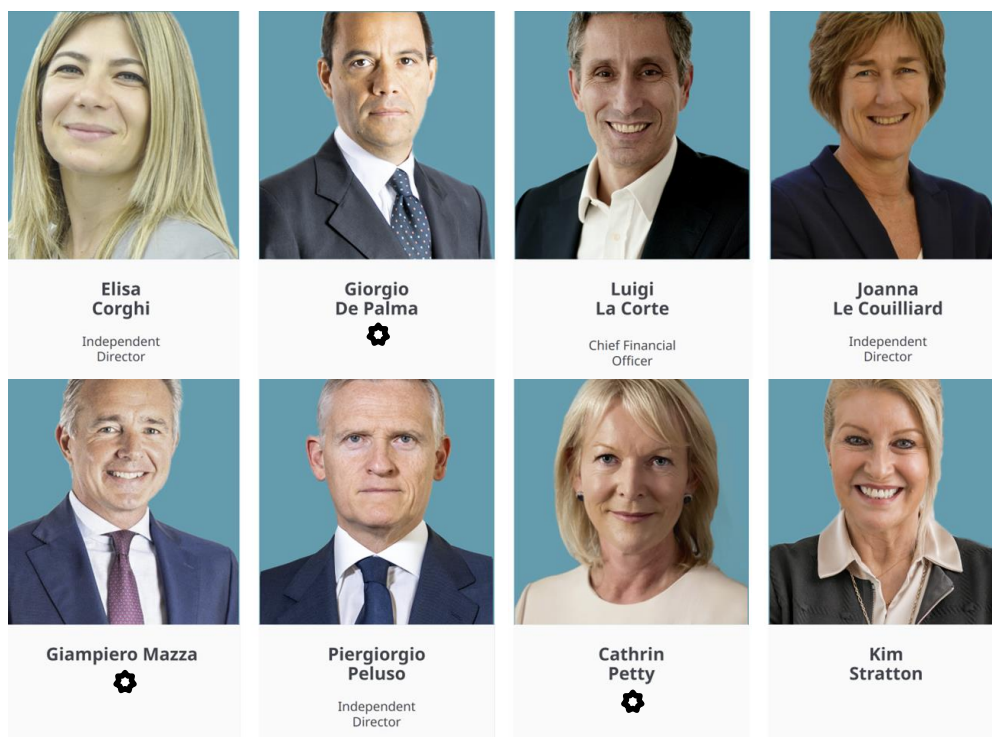 Elisa
Corghi
Independent
Director
Giorgio
De Palma
Luigi
La Corte
Chief Financial
Officer
Joanna
Le Couilliard
Independent
Director
Giampiero Mazza
Piergiorgio
Peluso
Independent
Director
Cathrin
Petty
Kim
Stratton